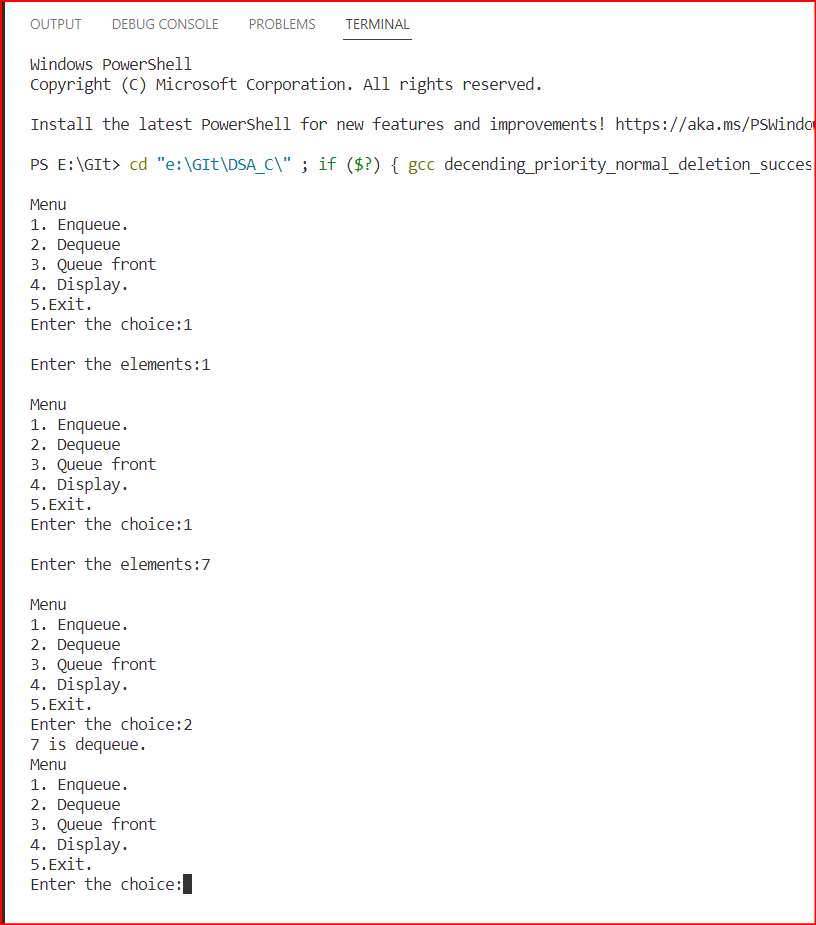 OUTPUT DEBUG CONSOLE PROBLEMS TERMINAL
Windows PowerShell
Copyright (C) Microsoft Corporation. All rights reserved.
Install the latest PowerShell for new features and improvements! https://aka.ms/PSWindo
PS E:\GIt> cd "e:\GIt\DSA_C\" ; if ($?) { gcc decending_priority_normal_deletion_succes
Menu
1. Enqueue.
2. Dequeue
3. Queue front
4. Display.
5.Exit.
Enter the choice:1
Enter the elements:1
Menu
1. Enqueue.
2. Dequeue
3. Queue front
4. Display.
5.Exit.
Enter the choice:1
Enter the elements:7
Menu
1. Enqueue.
2. Dequeue
3. Queue front
4. Display.
5.Exit.
Enter the choice:2
7 is dequeue.
Menu
1. Enqueue.
2. Dequeue
3. Queue front
4. Display.
5.Exit.
Enter the choice: